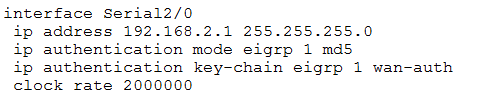 interface Serial2/0
ip address 192.168.2.1 255.255.255.0
ip authentication mode eigrp 1 md5
ip authentication key-chain eigrp 1 wan-auth
clock rate 2000000